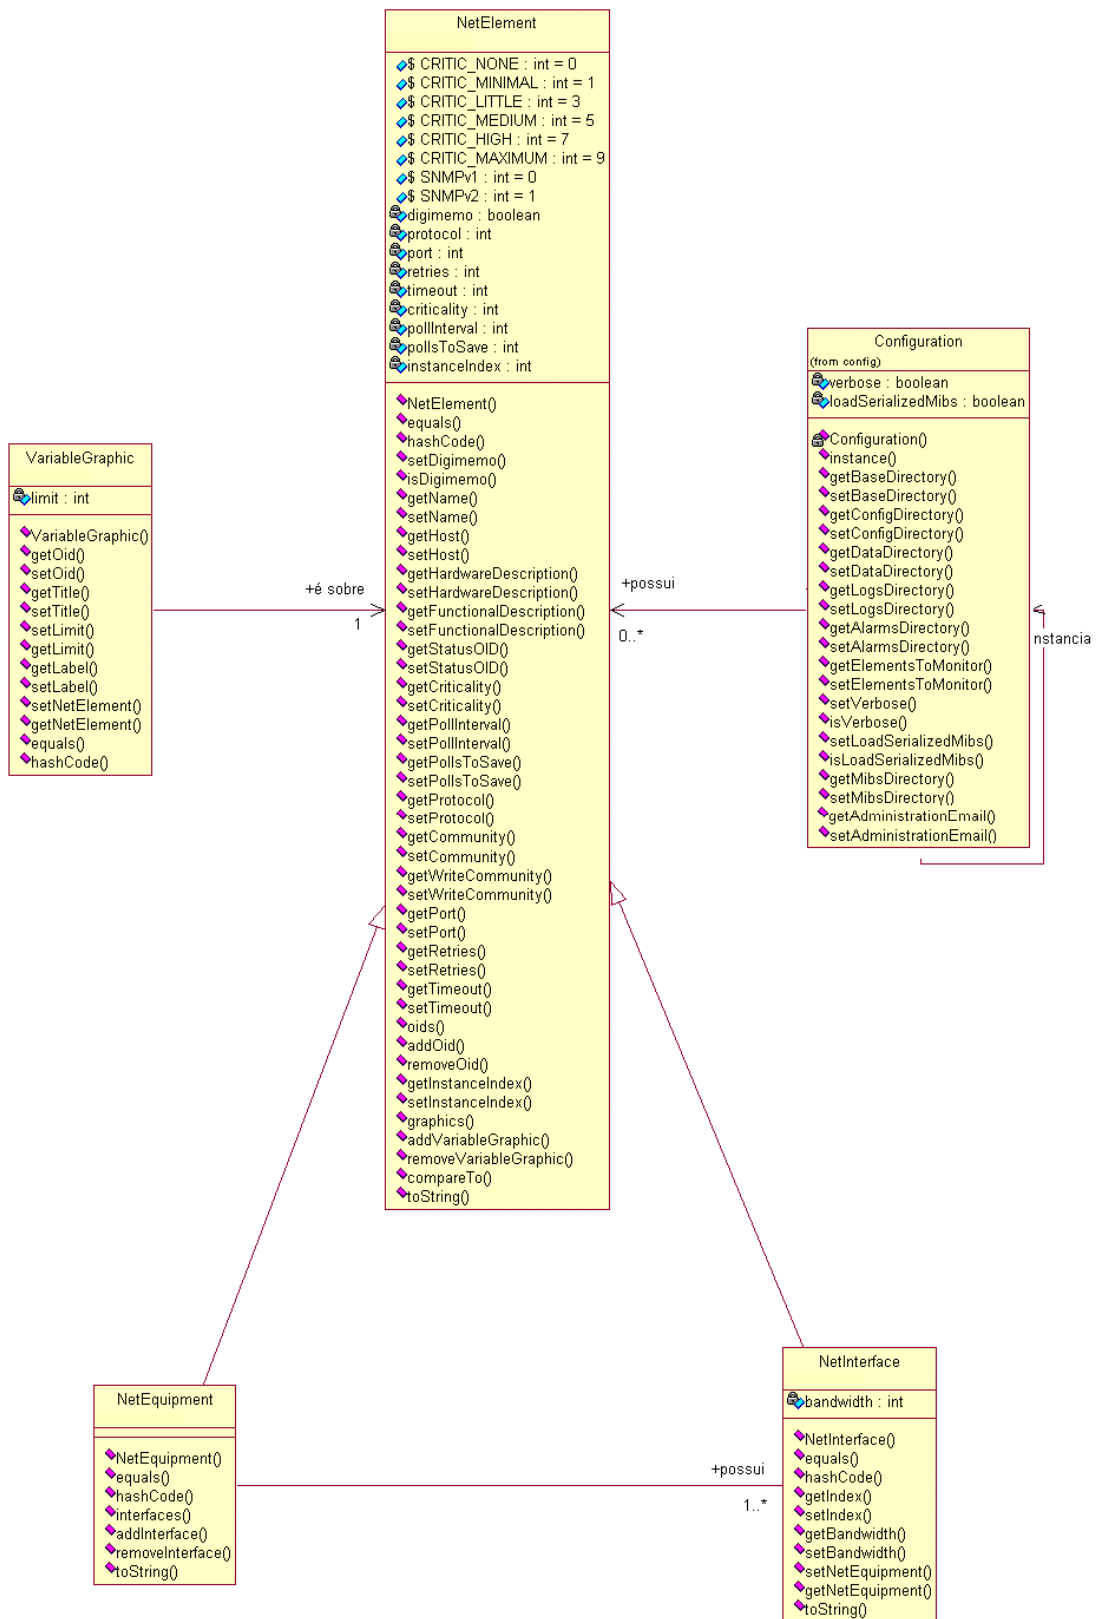 NetElement
$ CRITIC_NONE : int = 0
$ CRITIC_MINIMAL : int = 1
$ CRITIC_LITTLE : int = 3
$ CRITIC_MEDIUM : int = 5
$ CRITIC_HIGH : int = 7
$ CRITIC_MAXIMUM : int = 9
$ SNMPv1 : int = 0
$ SNMPv2 : int = 1
digimemo : boolean
protocol : int
port : int
retries : int
timeout : int
criticality : int
pollInterval : int
pollsToSave : int
instanceIndex : int
NetElement()
equals()
hashCode()
setDigimemo()
isDigimemo()
getName()
setName()
getHost()
setHost()
getHardwareDescription()
setHardwareDescription()
getFunctionalDescription()
setFunctionalDescription()
getStatusOID()
setStatusOID()
getCriticality()
setCriticality()
getPollInterval()
setPollInterval()
getPollsToSave()
setPollsToSave()
getProtocol()
setProtocol()
getCommunity()
setCommunity()
getWriteCommunity()
setWriteCommunity()
getPort()
setPort()
getRetries()
setRetries()
getTimeout()
setTimeout()
oids()
addOid()
removeOid()
getInstanceIndex()
setInstanceIndex()
graphics()
addVariableGraphic()
removeVariableGraphic()
compareTo()
toString()
Configuration
(from config)
verbose : boolean
loadSerializedMibs : boolean
Configuration()
instance()
getBaseDirectory()
setBaseDirectory()
getConfigDirectory()
setConfigDirectory()
getDataDirectory()
setDataDirectory()
getLogsDirectory()
setLogsDirectory()
getAlarmsDirectory()
setAlarmsDirectory()
getElementsToMonitor()
setElementsToMonitor()
setVerbose()
isVerbose()
setLoadSerializedMibs()
isLoadSerializedMibs()
getMibsDirectory()
setMibsDirectory()
getAdministrationEmail()
setAdministrationEmail()
nstancia
+possui
0..*
VariableGraphic
limit : int
VariableGraphic()
getOid()
setOid()
getTitle()
setTitle()
setLimit()
getLimit()
getLabel()
setLabel()
setNetElement()
getNetElement()
equals()
hashCode()
+é sobre
1
NetEquipment
NetEquipment()
equals()
hashCode()
interfaces()
addInterface()
removeInterface()
toString()
+possui
1..*
NetInterface
bandwidth : int
NetInterface()
equals()
hashCode()
getIndex()
setIndex()
getBandwidth()
setBandwidth()
setNetEquipment()
getNetEquipment()
toString()